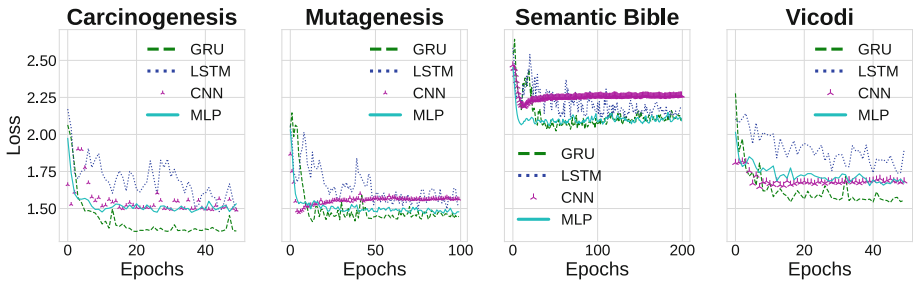 Carcinogenesis
Mutagenesis
Semantic Bible
Vicodi
Loss
2.50
2.25
2.00
1.75
1.50
GRU
LSTM
CNN
MLP
0 20 40
Epochs
GRU
LSTM
CNN
MLP
0 50 100
Epochs
GRU
LSTM
CNN
MLP
0 100 200
Epochs
GRU
LSTM
CNN
MLP
0 20 40
Epochs